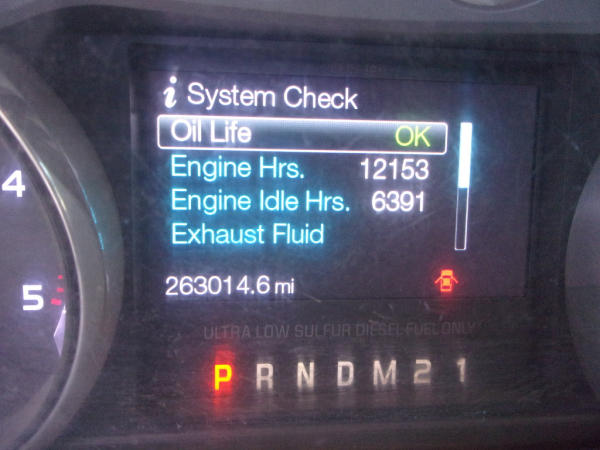 i System Check
Oil Life OK
Engine Hrs. 12153
Engine Idle Hrs. 6391
Exhaust Fluid
4
263014.6 mi
5
ULTRA LOW SULFUR DIESEL FUEL ONLY
P R N D M 2 1